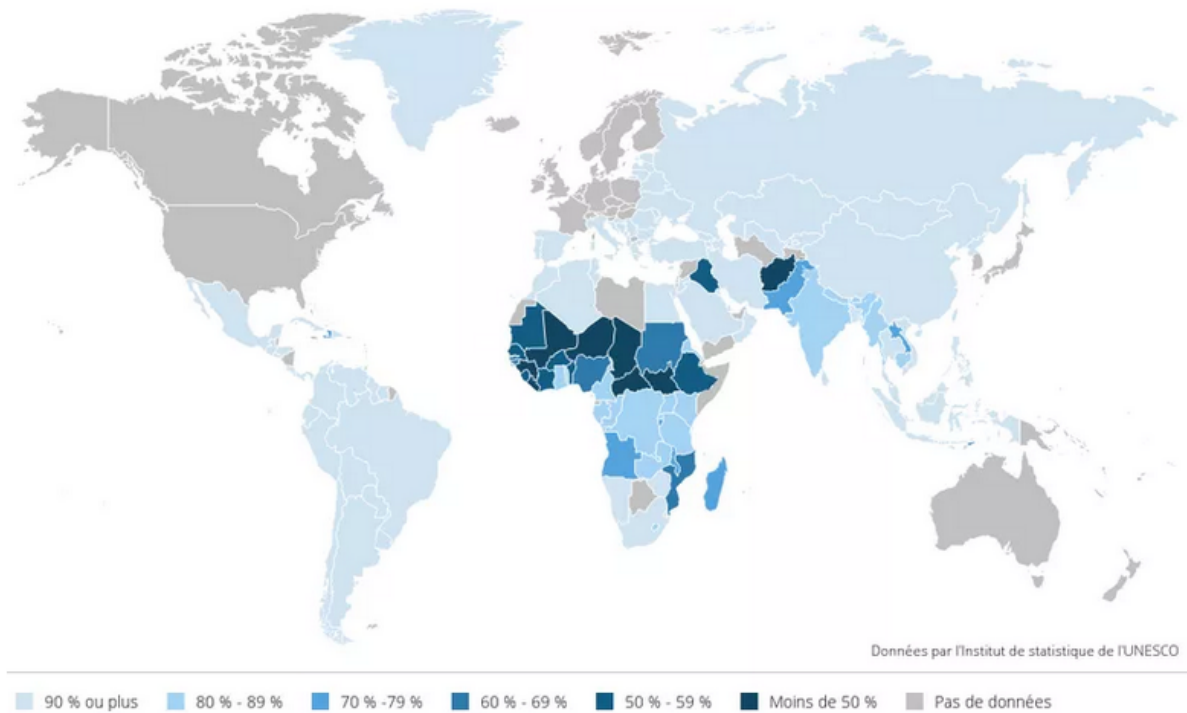 Données par l'Institut de statistique de l'UNESCO
90 % ou plus 80 % - 89 % 70 % -79 % 60 % - 69 % 50 % - 59 % Moins de 50 % Pas de données